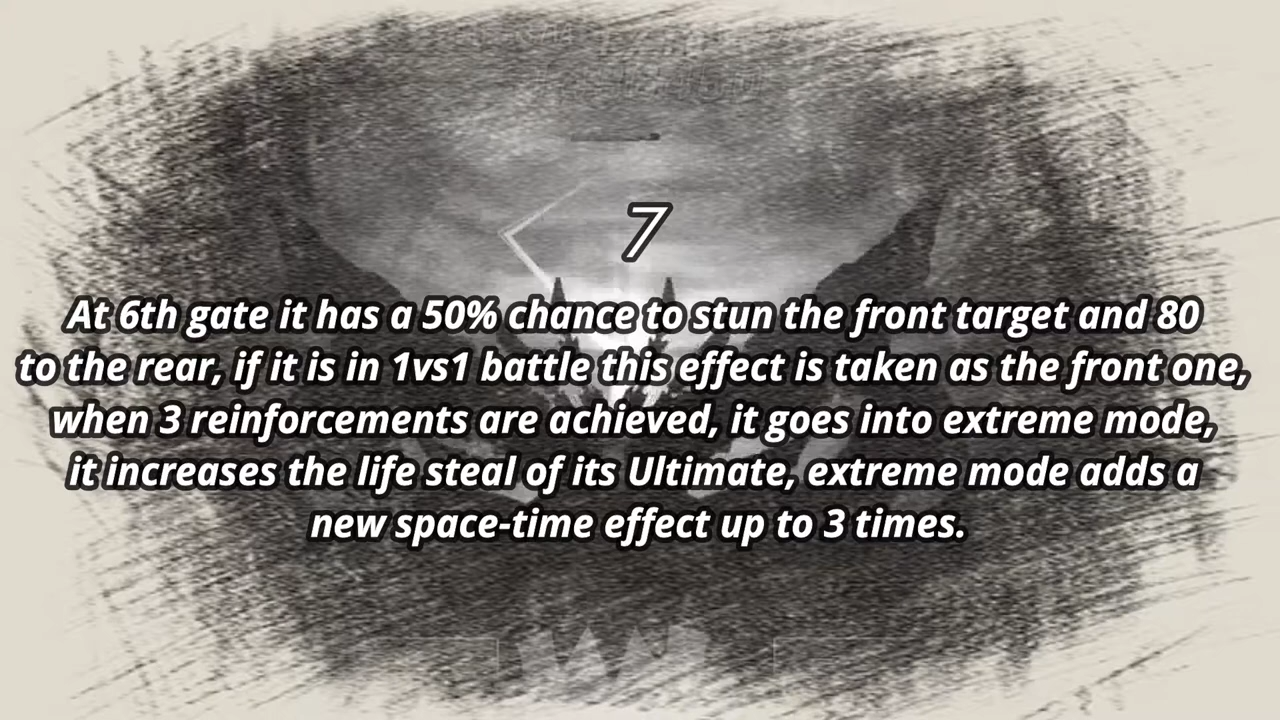 7
At 6th gate it has a 50% chance to stun the front target and 80
to the rear, if it is in 1vs1 battle this effect is taken as the front one,
when 3 reinforcements are achieved, it goes into extreme mode,
it increases the life steal of its Ultimate, extreme mode adds a
new space-time effect up to 3 times.